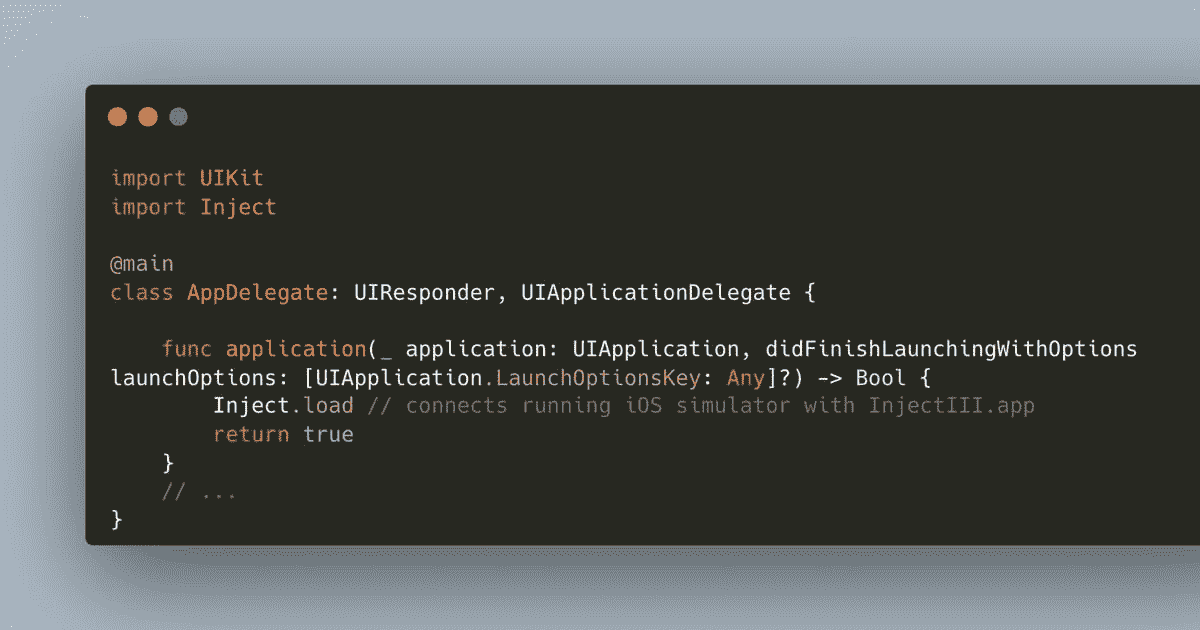 import UIKit
import Inject
@main
class AppDelegate: UIResponder, UIApplicationDelegate {
func application(_ application: UIApplication, didFinishLaunchingWithOptions
launchOptions: [UIApplication.LaunchOptionsKey: Any]?) -> Bool {
Inject.load // connects running iOS simulator with InjectIII.app
return true
}
// ...
}